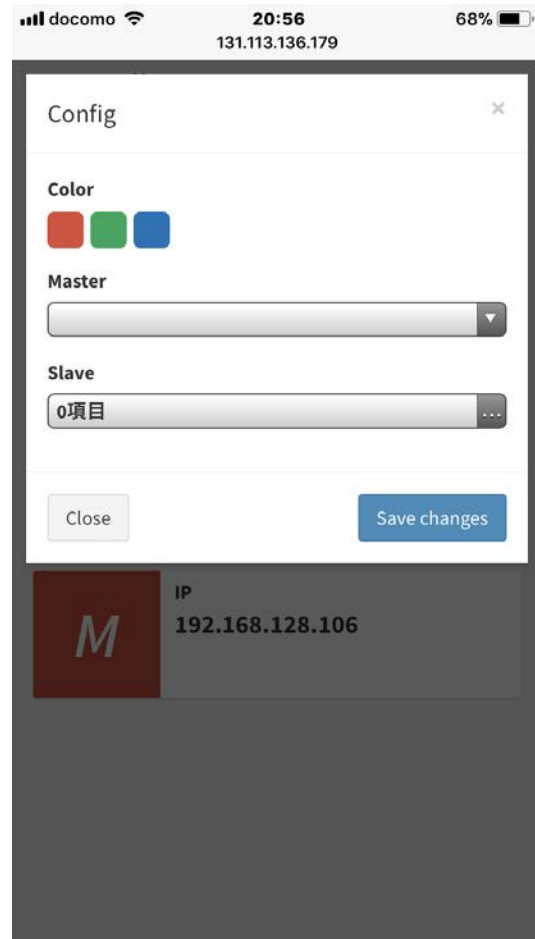 docomo 20:56 68%
131.113.136.179
Config ×
Color
Master
Slave
0項目 ...
Close Save changes
IP
M 192.168.128.106